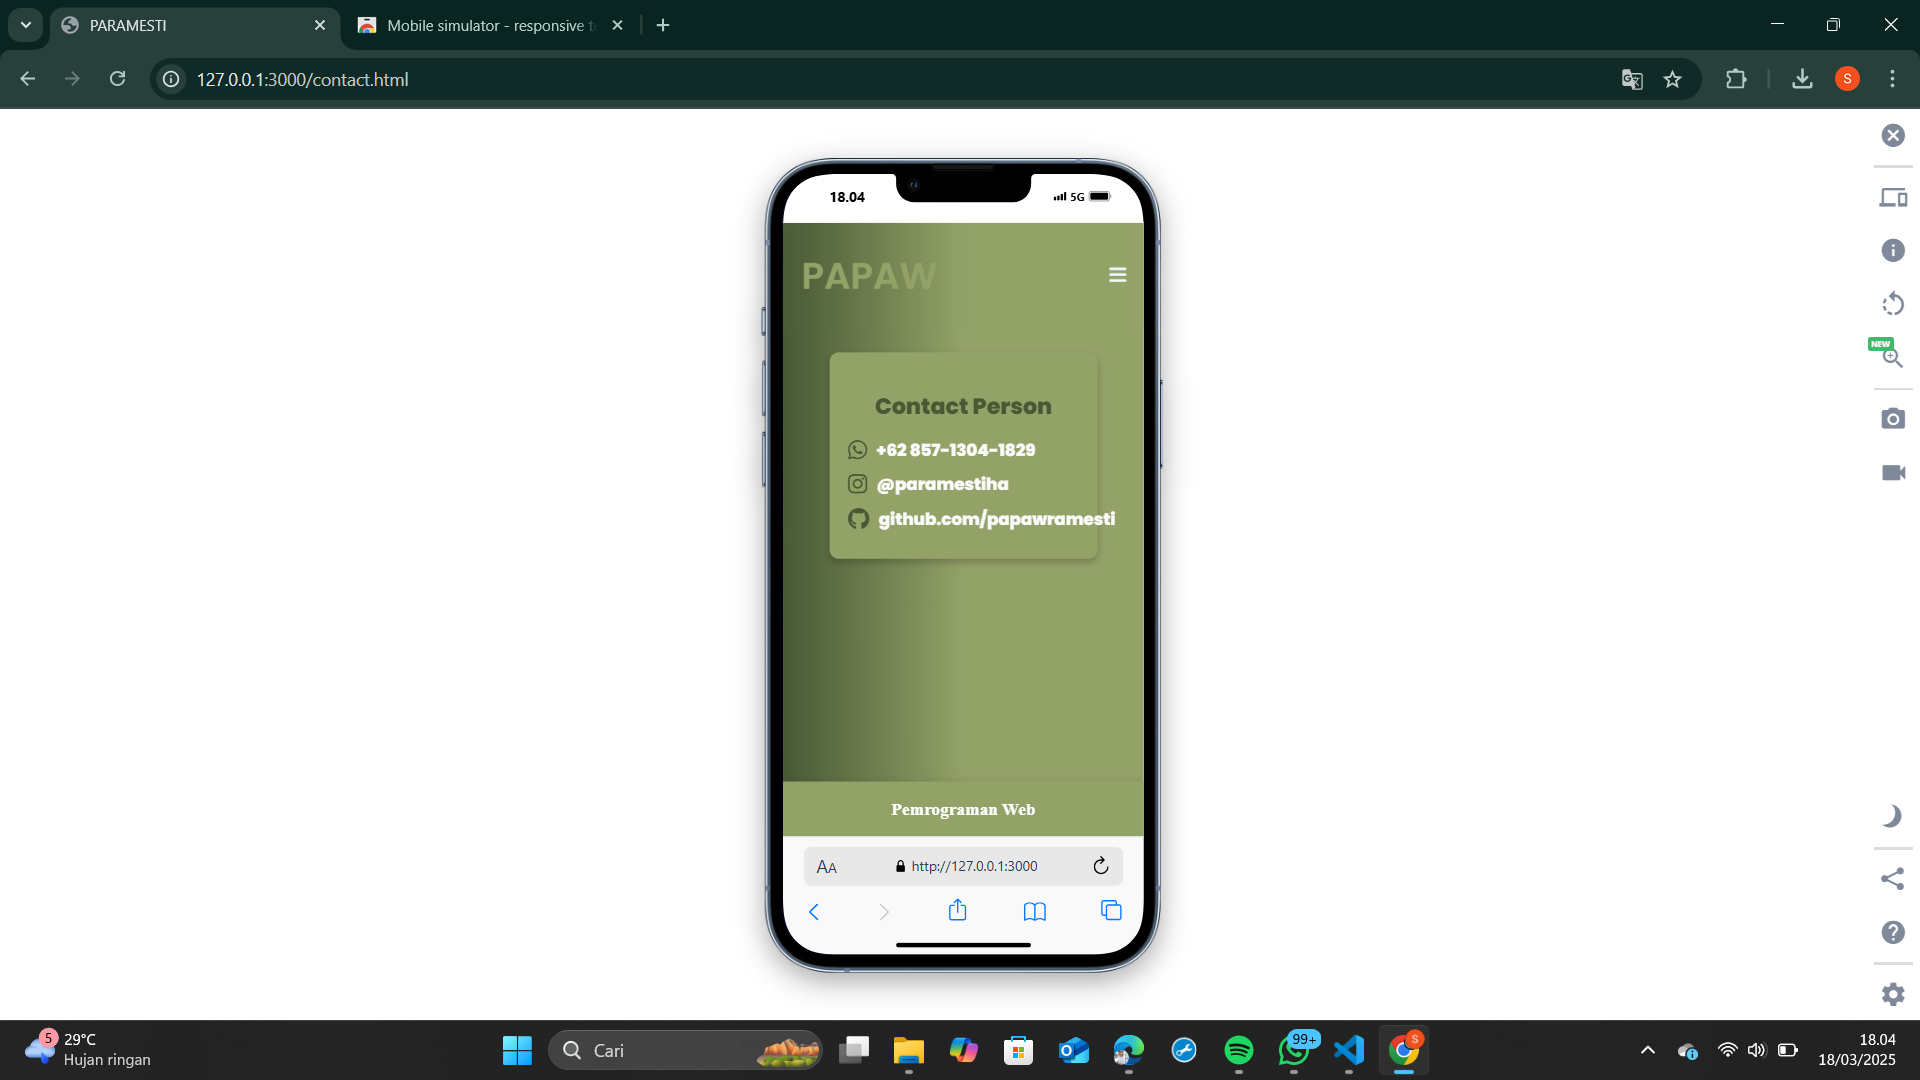 PARAMESTI
Mobile simulator - responsive t
127.0.0.1:3000/contact.html
S
18.04
5G
PAPAW
NEW
Contact Person
+62 857-1304-1829
@paramestiha
github.com/papawramesti
Pemrograman Web
AA
http://127.0.0.1:3000
5
29°C
Hujan ringan
Cari
99+
S
18.04
18/03/2025